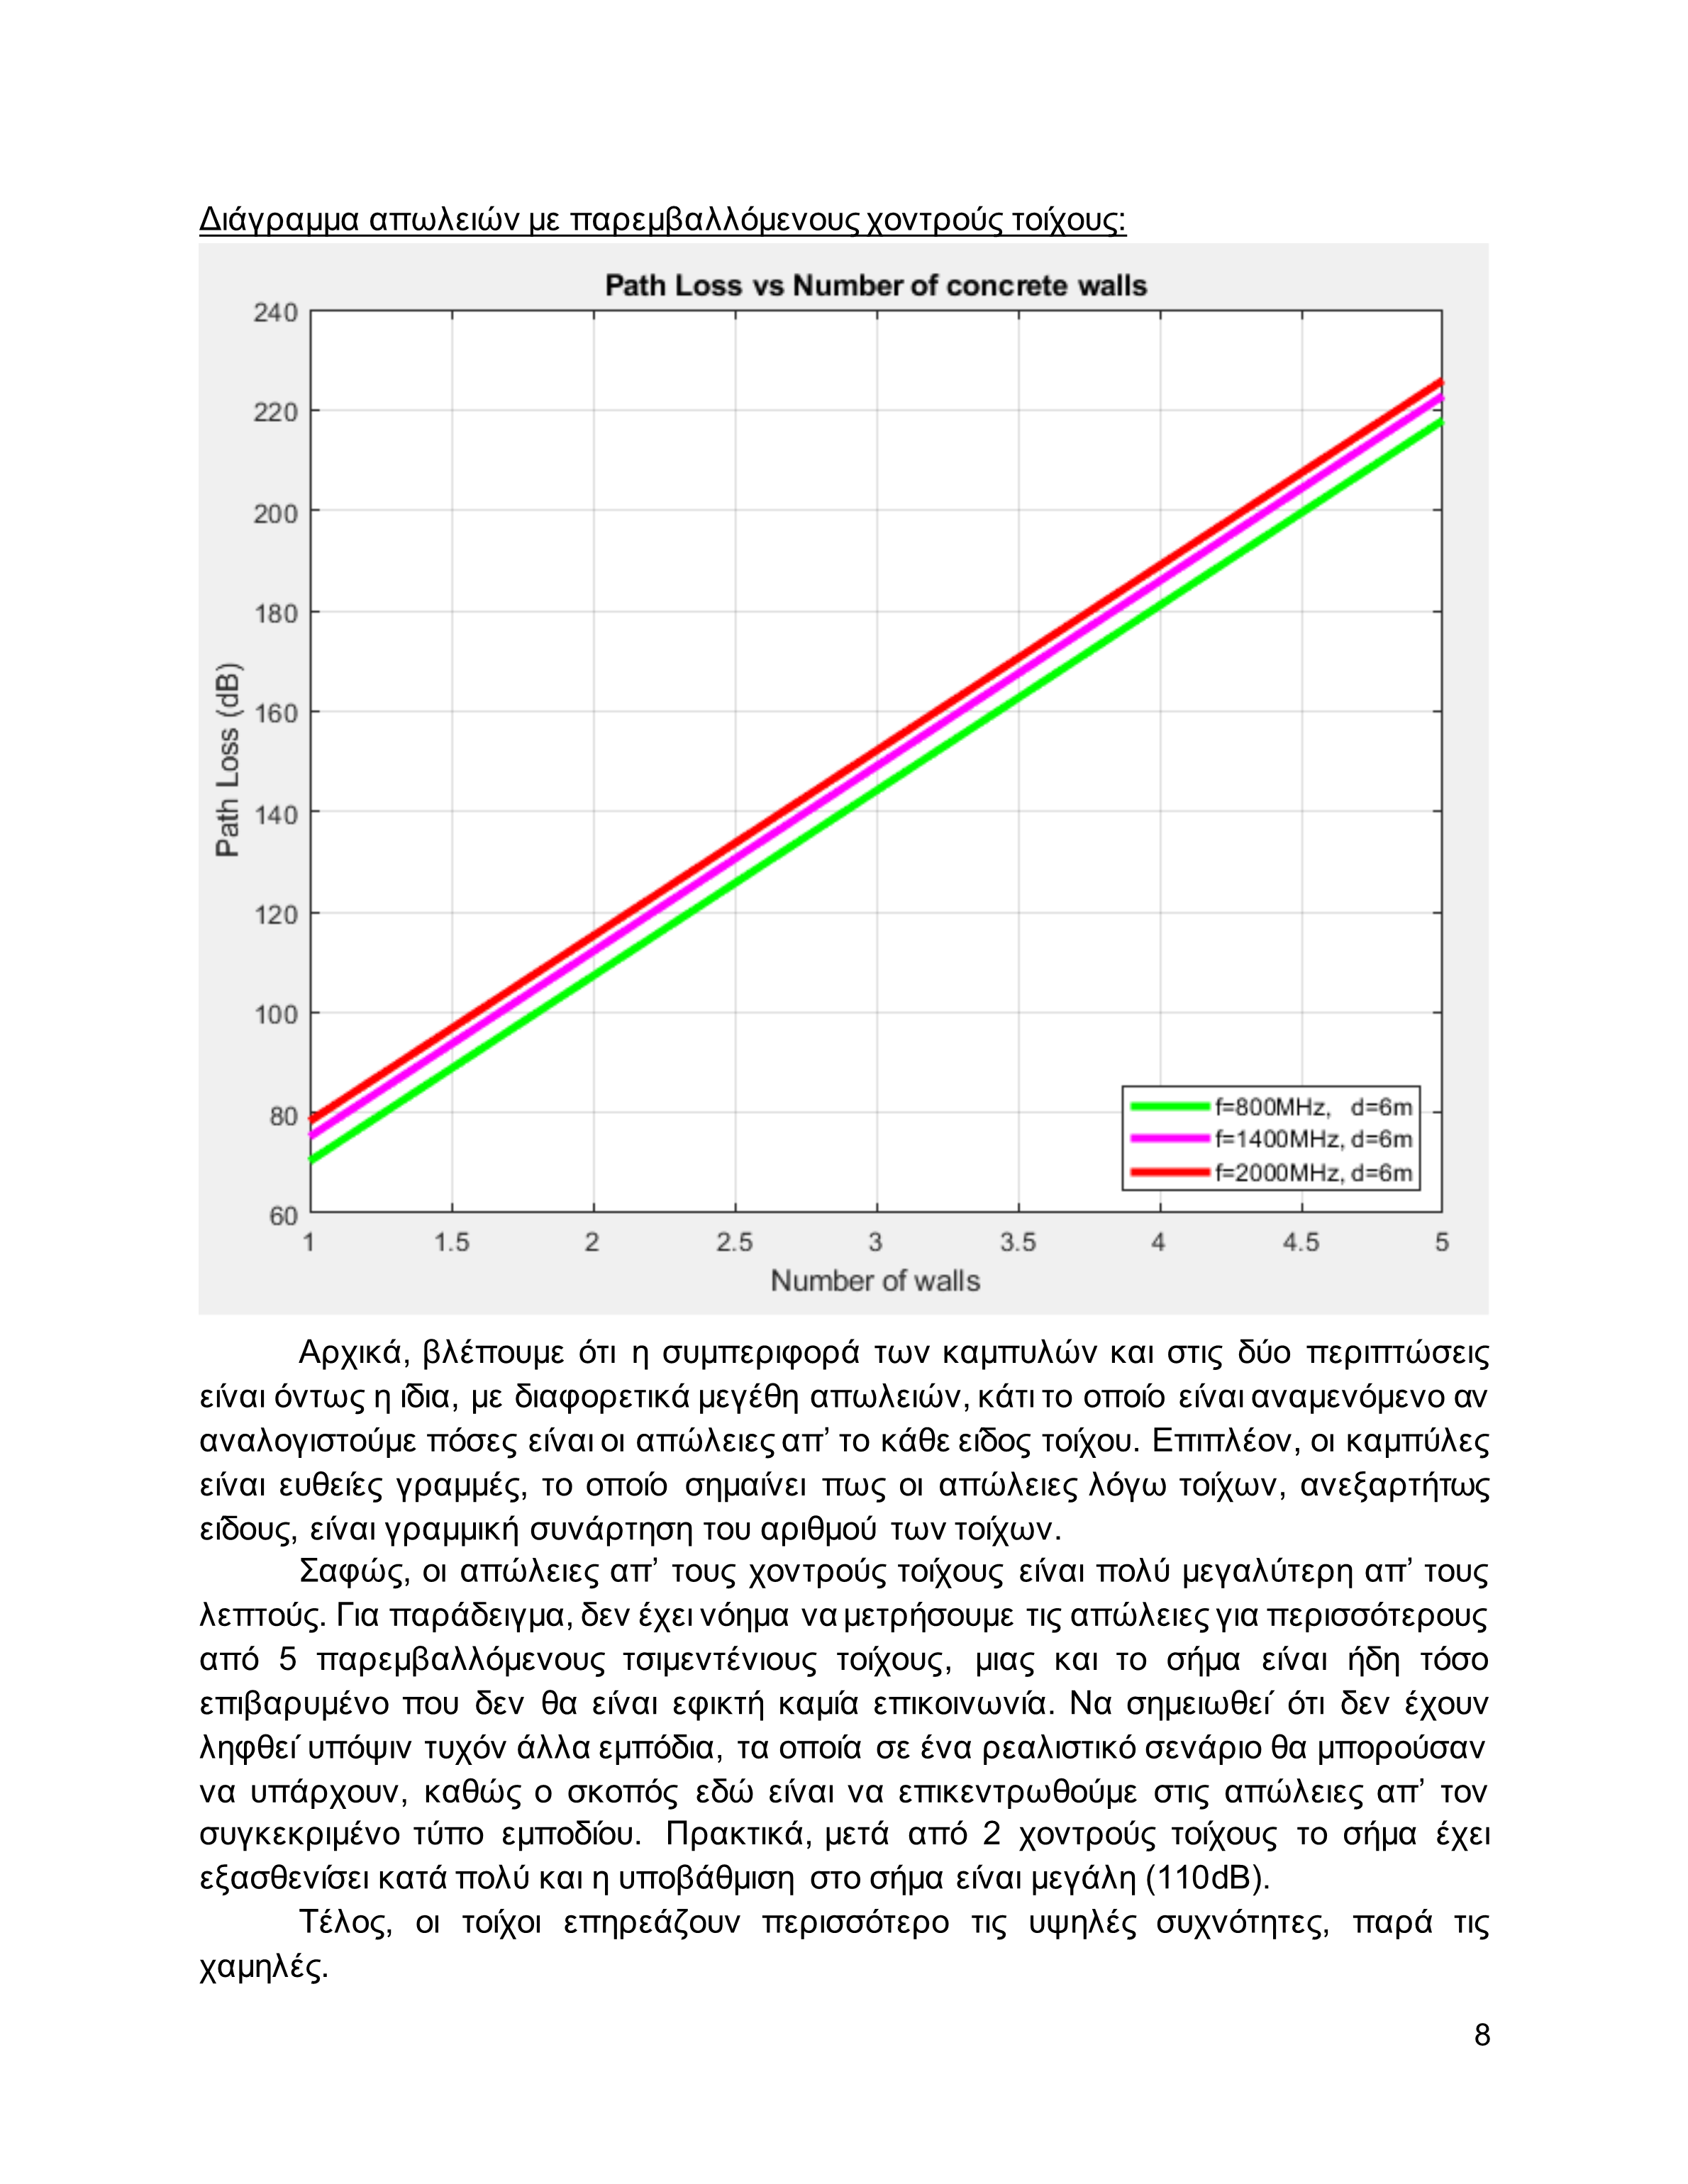 Διάγραμμα απωλειών με παρεμβαλλόμενους χοντρούς τοίχους:
Path Loss vs Number of concrete walls
240
220
200
180
160
140
120
100
80
60
Path Loss (dB)
f=800MHz, d=6m
f=1400MHz, d=6m
f=2000MHz, d=6m
1 1.5 2 2.5 3 3.5 4 4.5 5
Number of walls
Αρχικά, βλέπουμε ότι η συμπεριφορά των καμπυλών και στις δύο περιπτώσεις
είναι όντως η ίδια, με διαφορετικά μεγέθη απωλειών, κάτι το οποίο είναι αναμενόμενο αν
αναλογιστούμε πόσες είναι οι απώλειες απ’ το κάθε είδος τοίχου. Επιπλέον, οι καμπύλες
είναι ευθείες γραμμές, το οποίο σημαίνει πως οι απώλειες λόγω τοίχων, ανεξαρτήτως
είδους, είναι γραμμική συνάρτηση του αριθμού των τοίχων.
Σαφώς, οι απώλειες απ’ τους χοντρούς τοίχους είναι πολύ μεγαλύτερη απ’ τους
λεπτούς. Για παράδειγμα, δεν έχει νόημα να μετρήσουμε τις απώλειες για περισσότερους
από 5 παρεμβαλλόμενους τσιμεντένιους τοίχους, μιας και το σήμα είναι ήδη τόσο
επιβαρυμένο που δεν θα είναι εφικτή καμία επικοινωνία. Να σημειωθεί ότι δεν έχουν
ληφθεί υπόψιν τυχόν άλλα εμπόδια, τα οποία σε ένα ρεαλιστικό σενάριο θα μπορούσαν
να υπάρχουν, καθώς ο σκοπός εδώ είναι να επικεντρωθούμε στις απώλειες απ’ τον
συγκεκριμένο τύπο εμποδίου. Πρακτικά, μετά από 2 χοντρούς τοίχους το σήμα έχει
εξασθενίσει κατά πολύ και η υποβάθμιση στο σήμα είναι μεγάλη (110dB).
Τέλος, οι τοίχοι επηρεάζουν περισσότερο τις υψηλές συχνότητες, παρά τις
χαμηλές.
8